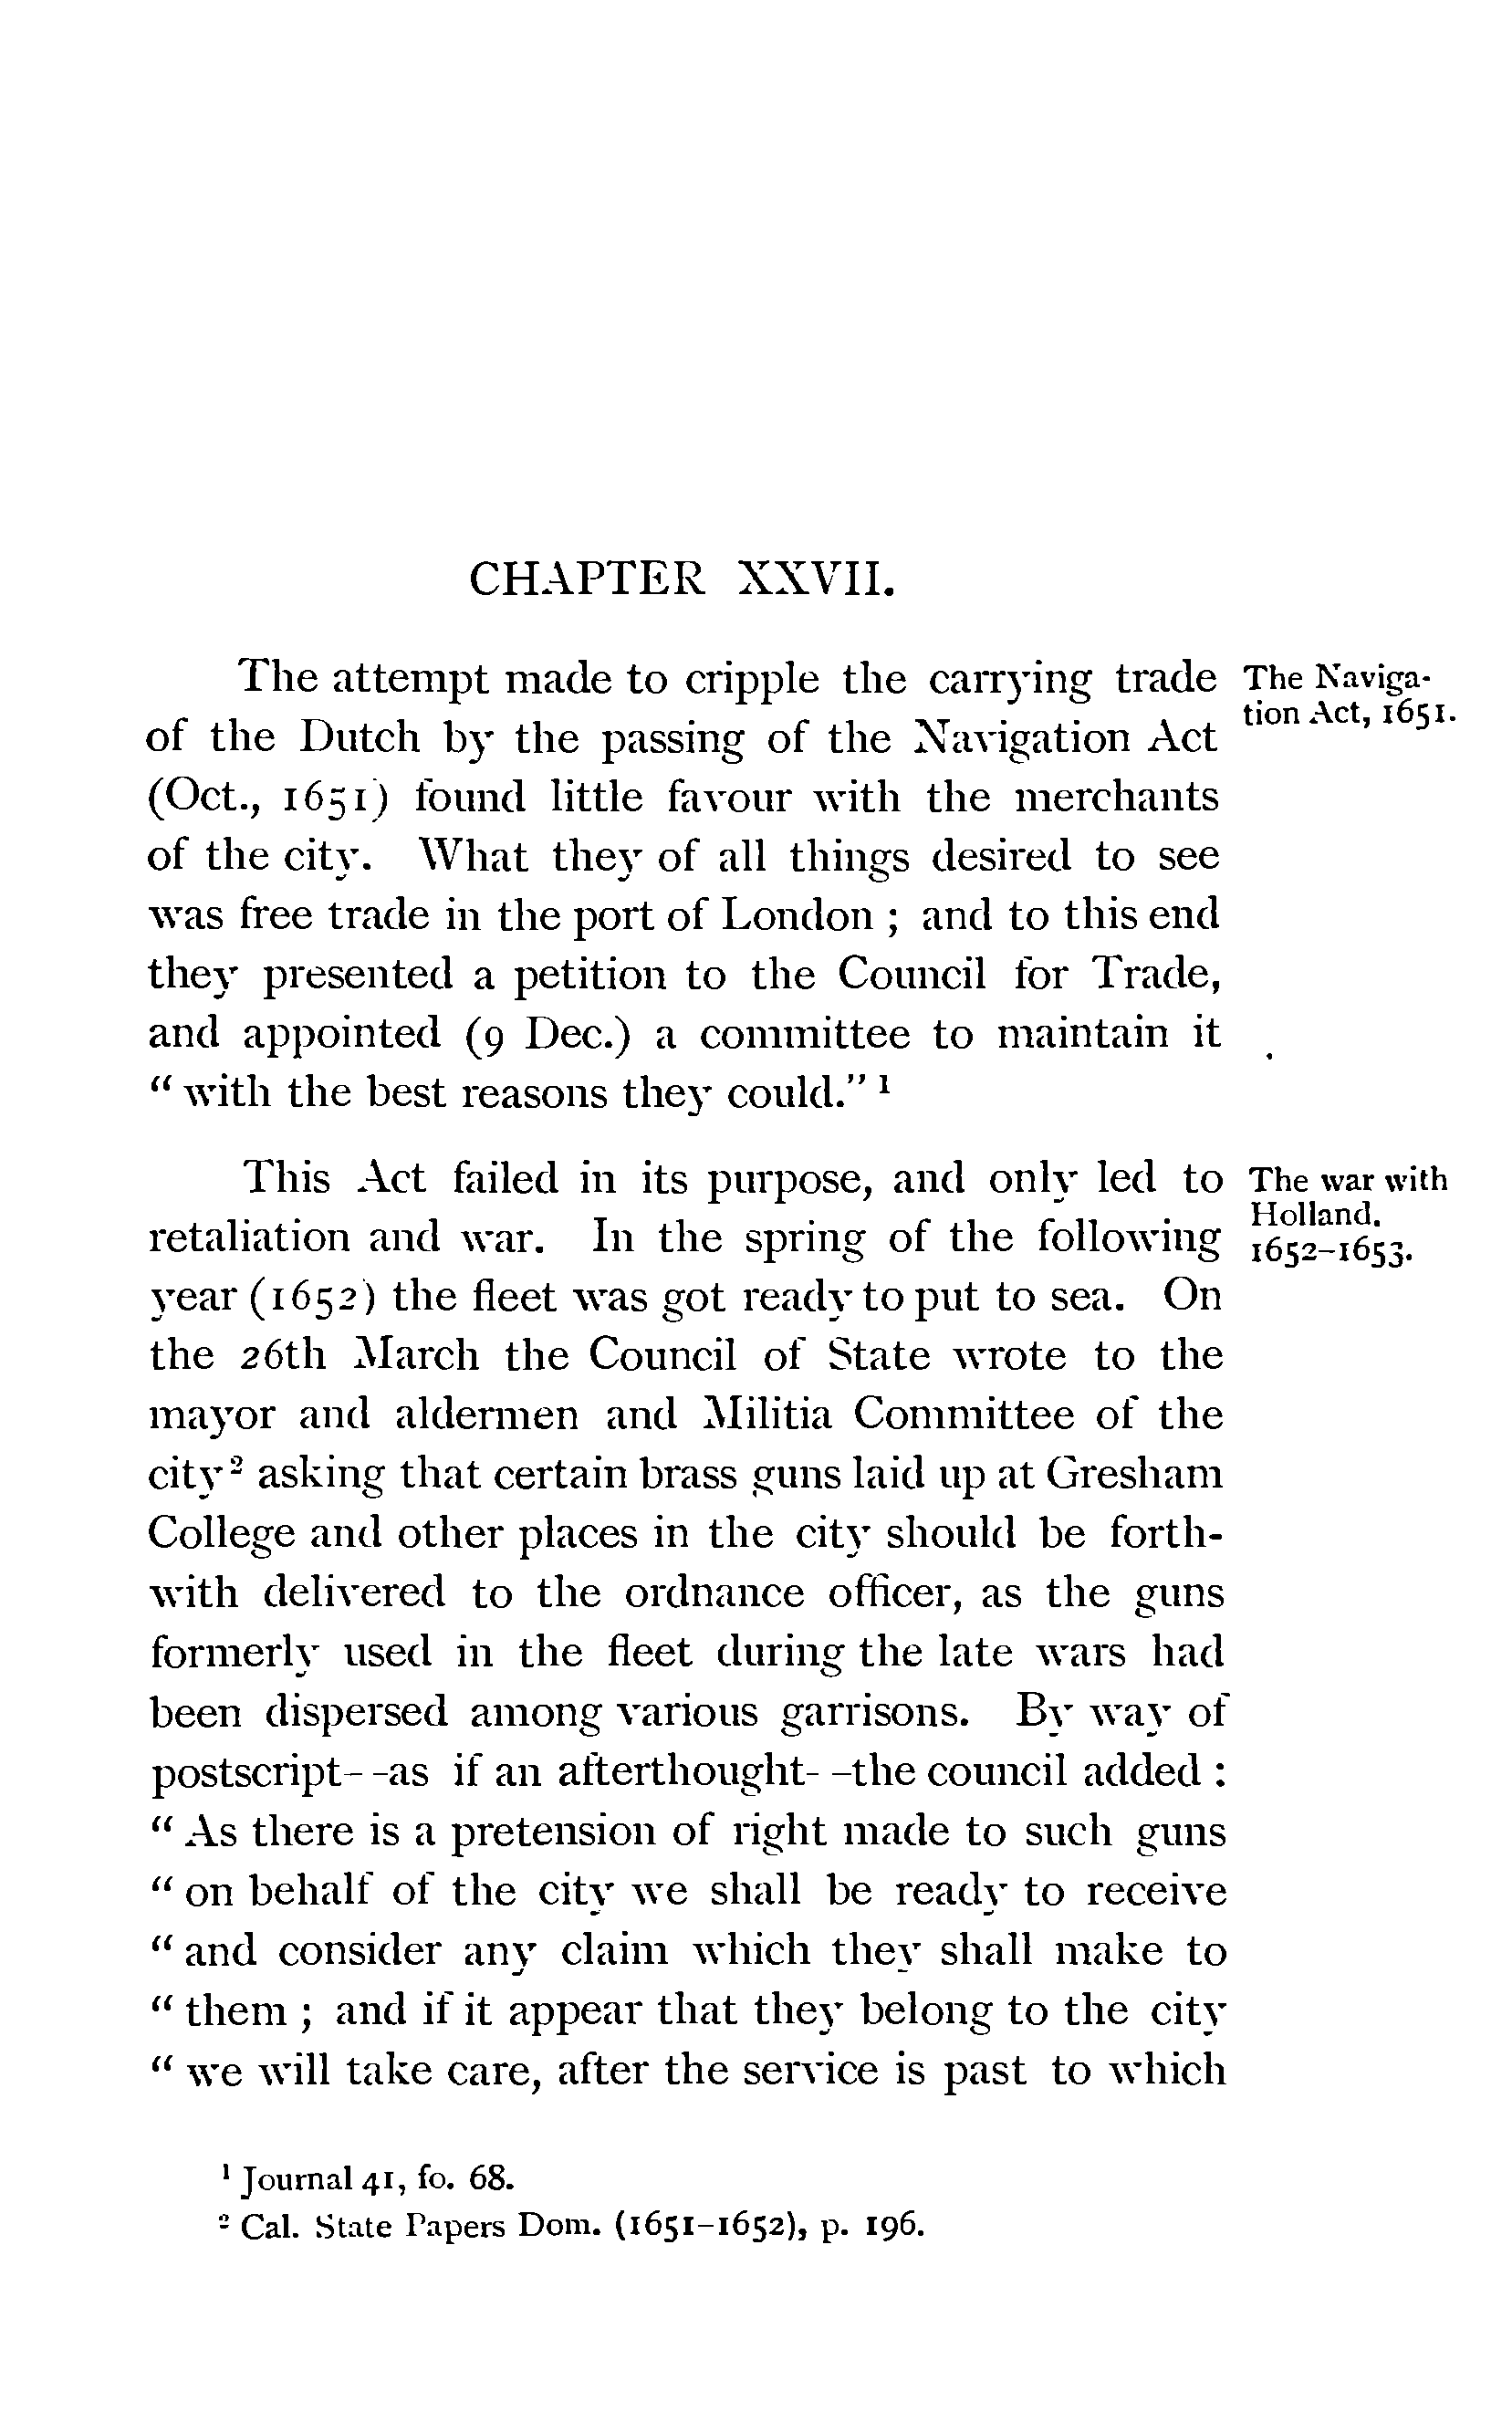 CHAPTER XXVII.
The attempt made to cripple the carrying trade
of the Dutch by the passing of the Navigation Act
(Oct., 1651) found little favour with the merchants
of the city. What they of all things desired to see
was free trade in the port of London ; and to this end
they presented a petition to the Council for Trade,
and appointed (9 Dec.) a committee to maintain it
“ with the best reasons they could.” ¹
The Naviga-
tion Act, 1651.
This Act failed in its purpose, and only led to
retaliation and war. In the spring of the following
year (1652) the fleet was got ready to put to sea. On
the 26th March the Council of State wrote to the
mayor and aldermen and Militia Committee of the
city² asking that certain brass guns laid up at Gresham
College and other places in the city should be forth-
with delivered to the ordnance officer, as the guns
formerly used in the fleet during the late wars had
been dispersed among various garrisons. By way of
postscript--as if an afterthought--the council added :
“ As there is a pretension of right made to such guns
“ on behalf of the city we shall be ready to receive
“ and consider any claim which they shall make to
“ them ; and if it appear that they belong to the city
“ we will take care, after the service is past to which
The war with
Holland.
1652–1653.
¹ Journal 41, fo. 68.
² Cal. State Papers Dom. (1651–1652), p. 196.